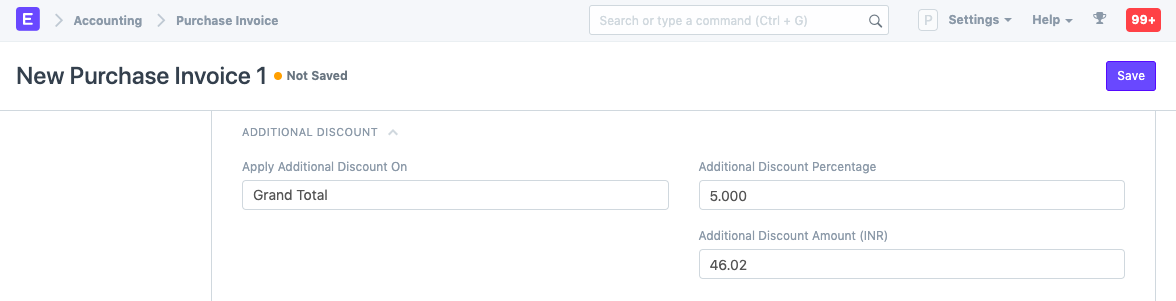 E Accounting Purchase Invoice Search or type a command (Ctrl + G) P Settings Help 99+
New Purchase Invoice 1 Not Saved Save
ADDITIONAL DISCOUNT
Apply Additional Discount On
Grand Total
Additional Discount Percentage
5.000
Additional Discount Amount (INR)
46.02